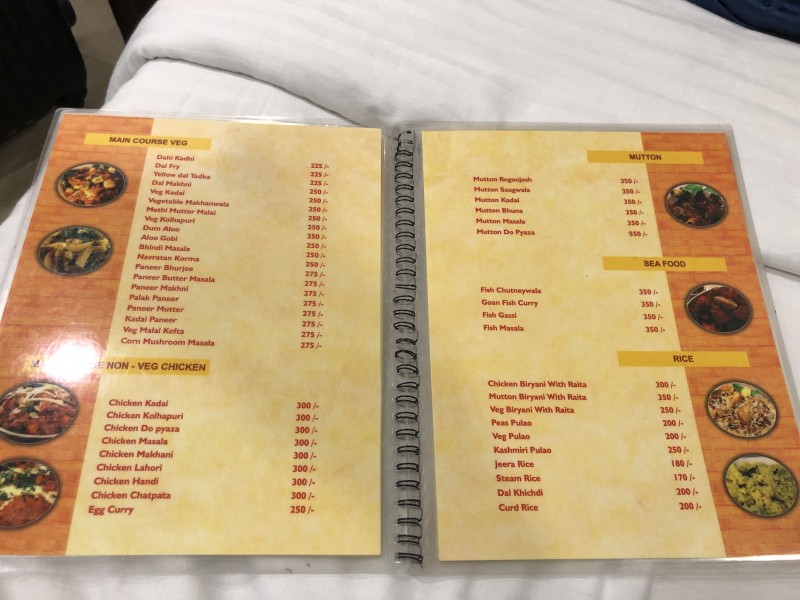 MAIN COURSE VEG
Dahi Kadhi 225 /-
Dal Fry 225 /-
Yellow dal Tadka 225 /-
Dal Makhni 250 /-
Veg Kadai 250 /-
Vegetable Makhanwala 250 /-
Methi Mutter Malai 250 /-
Veg Kolhapuri 250 /-
Dum Aloo 250 /-
Aloo Gobi 250 /-
Bhindi Masala 250 /-
Navratan Korma 250 /-
Paneer Bhurjee 275 /-
Paneer Butter Masala 275 /-
Paneer Makhni 275 /-
Palak Paneer 275 /-
Paneer Mutter 275 /-
Kadai Paneer 275 /-
Veg Malai Kofta 275 /-
Corn Mushroom Masala 275 /-
NON - VEG CHICKEN
Chicken Kadai 300 /-
Chicken Kolhapuri 300 /-
Chicken Do pyaza 300 /-
Chicken Masala 300 /-
Chicken Makhani 300 /-
Chicken Lahori 300 /-
Chicken Handi 300 /-
Chicken Chatpata 300 /-
Egg Curry 250 /-
MUTTON
Mutton Roganjosh 350 /-
Mutton Saagwala 350 /-
Mutton Kadai 350 /-
Mutton Bhuna 350 /-
Mutton Masala 350 /-
Mutton Do Pyaza 350 /-
SEA FOOD
Fish Chutneywala 350 /-
Goan Fish Curry 350 /-
Fish Gassi 350 /-
Fish Masala 350 /-
RICE
Chicken Biryani With Raita 300 /-
Mutton Biryani With Raita 350 /-
Veg Biryani With Raita 250 /-
Peas Pulao 200 /-
Veg Pulao 200 /-
Kashmiri Pulao 250 /-
Jeera Rice 180 /-
Steam Rice 170 /-
Dal Khichdi 200 /-
Curd Rice 200 /-